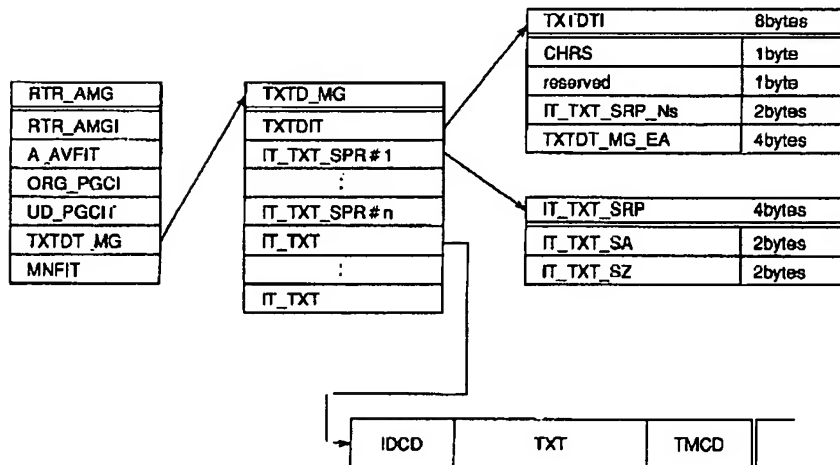 RTR_AMG
RTR_AMGI
A_AVFIT
ORG_PGCI
UD_PGCIT
TXTDT_MG
MNFIT
TXTD_MG
TXTDIT
IT_TXT_SPR#1
:
IT_TXT_SPR#n
IT_TXT
:
IT_TXT
TXTDTI 8bytes
CHRS 1byte
reserved 1byte
IT_TXT_SRP_Ns 2bytes
TXTDT_MG_EA 4bytes
IT_TXT_SRP 4bytes
IT_TXT_SA 2bytes
IT_TXT_SZ 2bytes
IDCD TXT TMCD